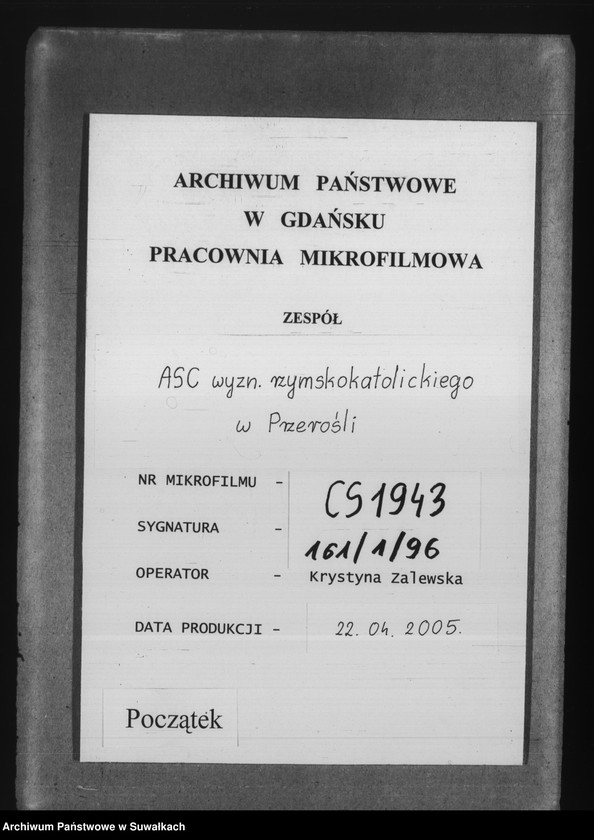 ARCHIWUM PAŃSTWOWE
W GDAŃSKU
PRACOWNIA MIKROFILMOWA
ZESPÓŁ
ASC wyzn. rzymskokatolickiego
w Przerośli
NR MIKROFILMU - CS1943
SYGNATURA - 161/1/96
OPERATOR - Krystyna Zalewska
DATA PRODUKCJI - 22. 04. 2005.
Początek
Archiwum Państwowe w Suwałkach